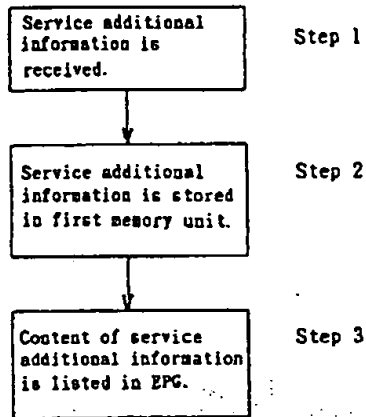 Service additional
information is
received.
Step 1
Service additional
information is stored
in first memory unit.
Step 2
Content of service
additional information
is listed in EPG.
Step 3